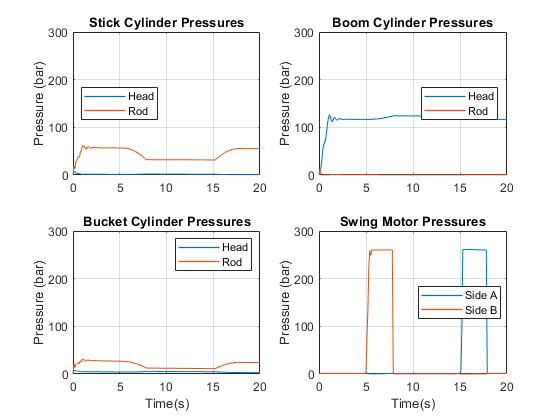 Stick Cylinder Pressures
Pressure (bar)
300
200
100
0
0 5 10 15 20
Head
Rod
Boom Cylinder Pressures
Pressure (bar)
300
200
100
0
0 5 10 15 20
Head
Rod
Bucket Cylinder Pressures
Pressure (bar)
300
200
100
0
0 5 10 15 20
Time(s)
Head
Rod
Swing Motor Pressures
Pressure (bar)
300
200
100
0
0 5 10 15 20
Time(s)
Side A
Side B